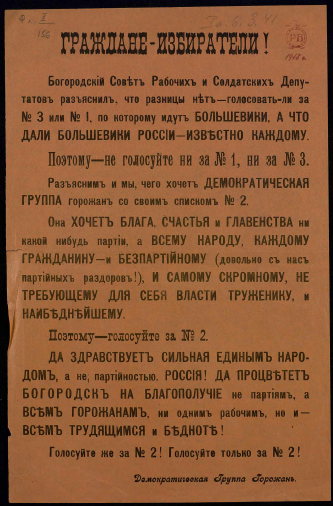 ГРАЖДАНЕ-ИЗБИРАТЕЛИ!
Богородскій Совѣтъ Рабочихъ и Солдатскихъ Депу-
татовъ разъяснилъ, что разницы нѣтъ—голосовать-ли за
№ 3 или № 1, по которому идутъ БОЛЬШЕВИКИ, А ЧТО
ДАЛИ БОЛЬШЕВИКИ РОССІИ—ИЗВѢСТНО КАЖДОМУ.
Поэтому—не голосуйте ни за № 1, ни за № 3.
Разъяснимъ и мы, чего хочетъ ДЕМОКРАТИЧЕСКАЯ
ГРУППА горожанъ со своимъ спискомъ № 2.
Она ХОЧЕТЪ БЛАГА, СЧАСТЬЯ и ГЛАВЕНСТВА ни
какой нибудь партіи, а ВСЕМУ НАРОДУ, КАЖДОМУ
ГРАЖДАНИНУ—и БЕЗПАРТІЙНОМУ (довольно съ насъ
партійныхъ раздоровъ!), И САМОМУ СКРОМНОМУ, НЕ
ТРЕБУЮЩЕМУ ДЛЯ СЕБЯ ВЛАСТИ ТРУЖЕНИКУ, И
НАИБѢДНѢЙШЕМУ.
Поэтому—голосуйте за № 2.
ДА ЗДРАВСТВУЕТЪ СИЛЬНАЯ ЕДИНЫМЪ НАРО-
ДОМЪ, а не, партійностью, РОССІЯ! ДА ПРОЦВѢТЕТЪ
БОГОРОДСКЪ НА БЛАГОПОЛУЧІЕ не партіямъ, а
ВСѢМЪ ГОРОЖАНАМЪ, ни однимъ рабочимъ, но и—
ВСѢМЪ ТРУДЯЩИМСЯ и БѢДНОТѢ!
Голосуйте же за № 2! Голосуйте только за № 2!
Демократическая Группа Горожанъ.